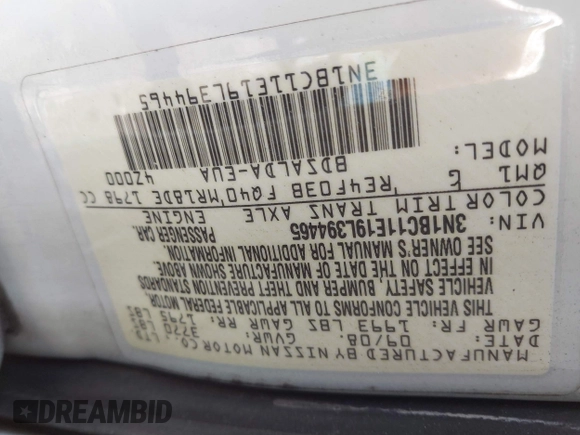 MANUFACTURED BY NISSAN MOTOR CO., LTD
DATE: 09/08. GVWR: 3770 LBS
GAWR FR: 1993 LBS GAWR RR: 1795 LBS
THIS VEHICLE CONFORMS TO ALL APPLICABLE FEDERAL MOTOR
VEHICLE SAFETY, BUMPER AND THEFT PREVENTION STANDARDS
IN EFFECT ON THE DATE OF MANUFACTURE SHOWN ABOVE.
SEE OWNER'S MANUAL FOR ADDITIONAL INFORMATION.
VIN: 3N1BC11E19L394465 PASSENGER CAR.
COLOR TRIM TRANS AXLE ENGINE
QM1 G RE4F03B FQ40 MR18DE 1798 CC
MODEL: BDSALDA-EUA 4Z000
3N1BC11E19L394465
DREAMBID